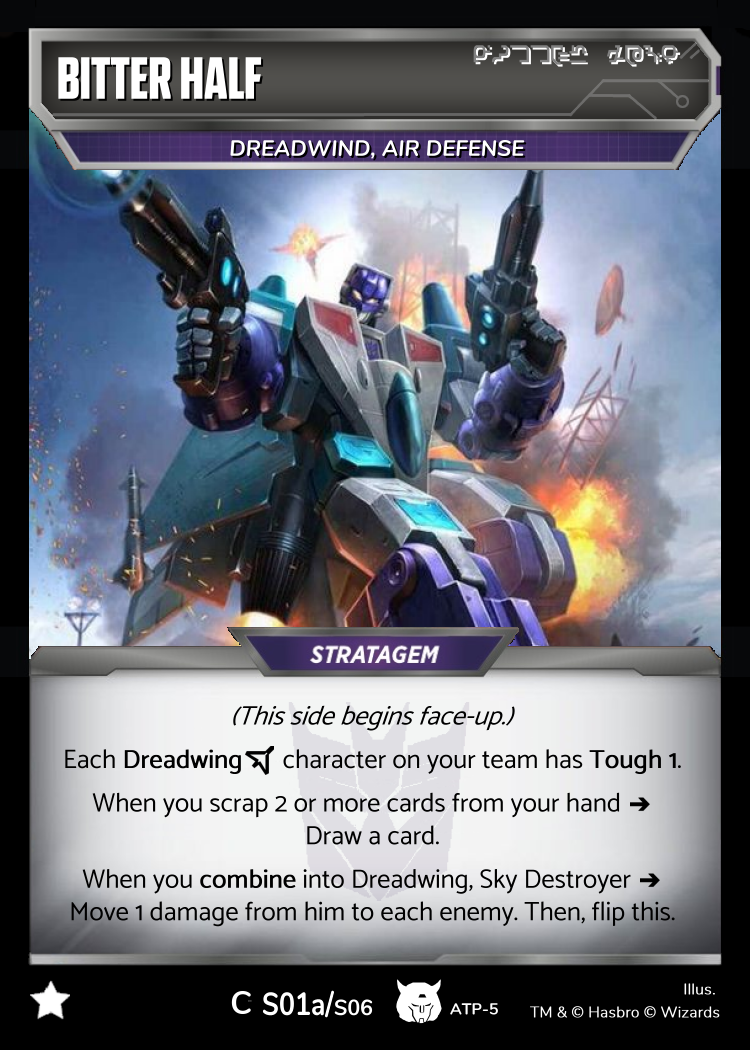 BITTER HALF
DREADWIND, AIR DEFENSE
STRATAGEM
(This side begins face-up.)
Each Dreadwing character on your team has Tough 1.
When you scrap 2 or more cards from your hand ➔
Draw a card.
When you combine into Dreadwing, Sky Destroyer ➔
Move 1 damage from him to each enemy. Then, flip this.
C S01a/S06
ATP-5
Illus.
TM & © Hasbro © Wizards